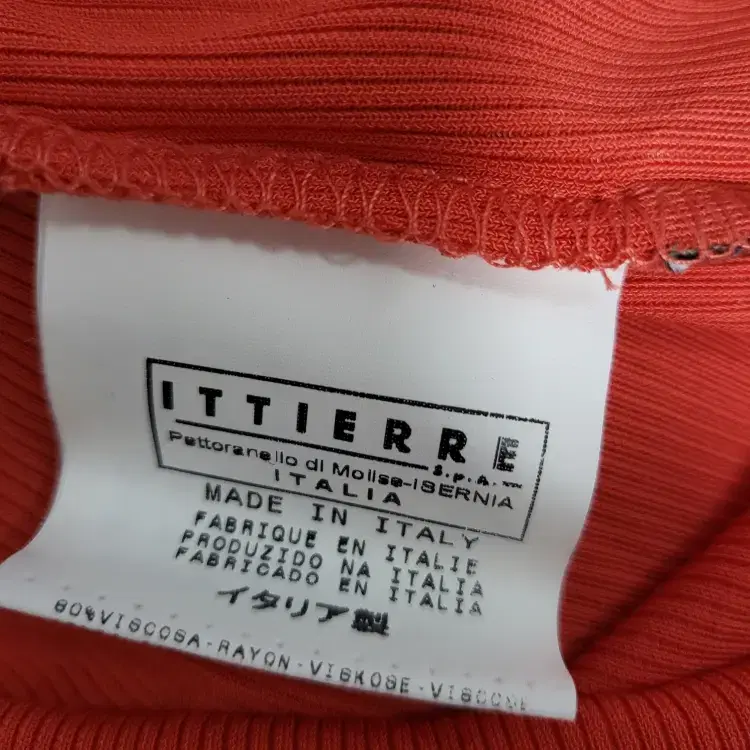 ITTIERRE
S.P.A.
Pettoranello di Molise-ISERNIA
ITALIA
MADE IN ITALY
FABRIQUE EN ITALIE
PRODUZIDO NA ITALIA
FABRICADO EN ITALIA
イタリア製
80%VISCOSA-RAYON-VISKOSE-VISCOSE